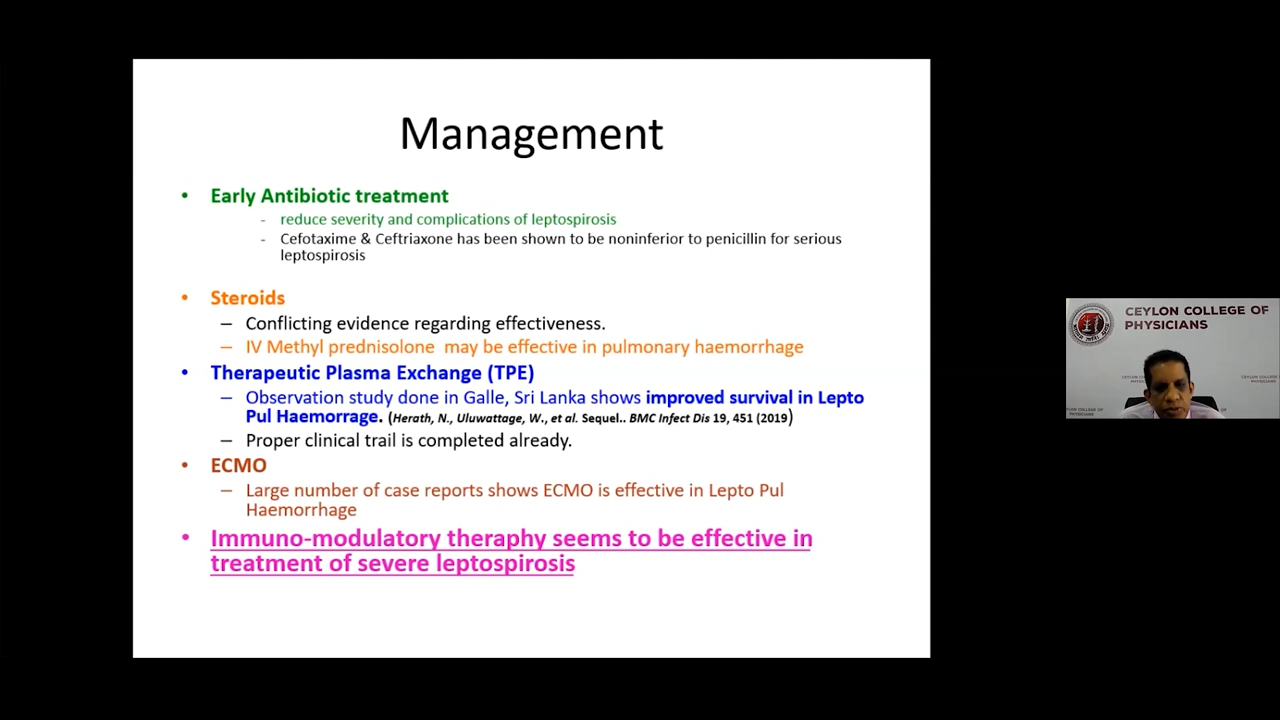 Management
• Early Antibiotic treatment
- reduce severity and complications of leptospirosis
- Cefotaxime & Ceftriaxone has been shown to be noninferior to penicillin for serious
leptospirosis
• Steroids
– Conflicting evidence regarding effectiveness.
– IV Methyl prednisolone may be effective in pulmonary haemorrhage
• Therapeutic Plasma Exchange (TPE)
– Observation study done in Galle, Sri Lanka shows improved survival in Lepto
Pul Haemorrage. (Herath, N., Uluwattage, W., et al. Sequel.. BMC Infect Dis 19, 451 (2019)
– Proper clinical trail is completed already.
• ECMO
– Large number of case reports shows ECMO is effective in Lepto Pul
Haemorrhage
• Immuno-modulatory theraphy seems to be effective in
treatment of severe leptospirosis
CEYLON COLLEGE OF
PHYSICIANS
CEYLON COLLEGE